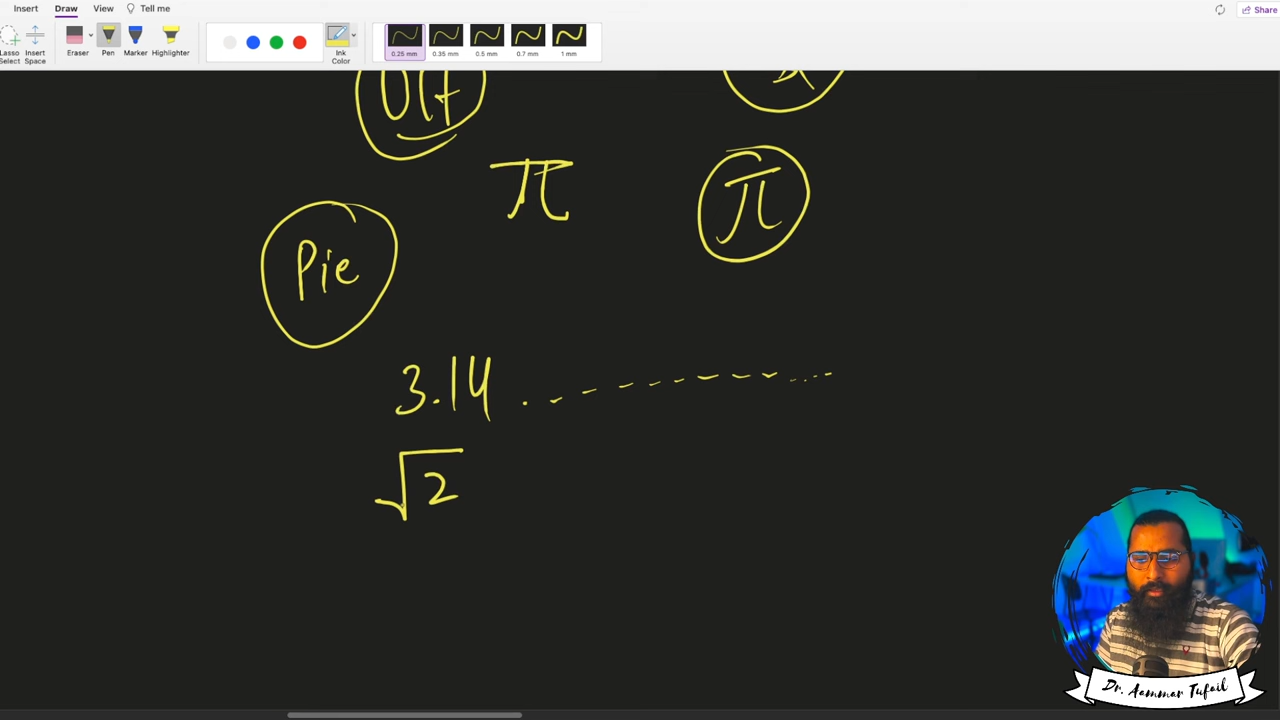 Insert Draw View Tell me
Share
Lasso Select
Insert Space
Eraser
Pen
Marker
Highlighter
Ink Color
0.25 mm
0.35 mm
0.5 mm
0.7 mm
1 mm
π
π
Pie
3.14 . - - - - - - - - - ....
√2
Dr. Aammar Tufail